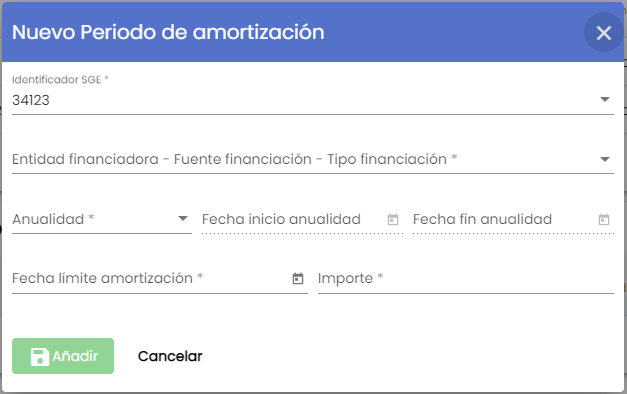 Nuevo Periodo de amortización
Identificador SGE *
34123
Entidad financiadora - Fuente financiación - Tipo financiación *
Anualidad * Fecha inicio anualidad Fecha fin anualidad
Fecha límite amortización * Importe *
Añadir Cancelar